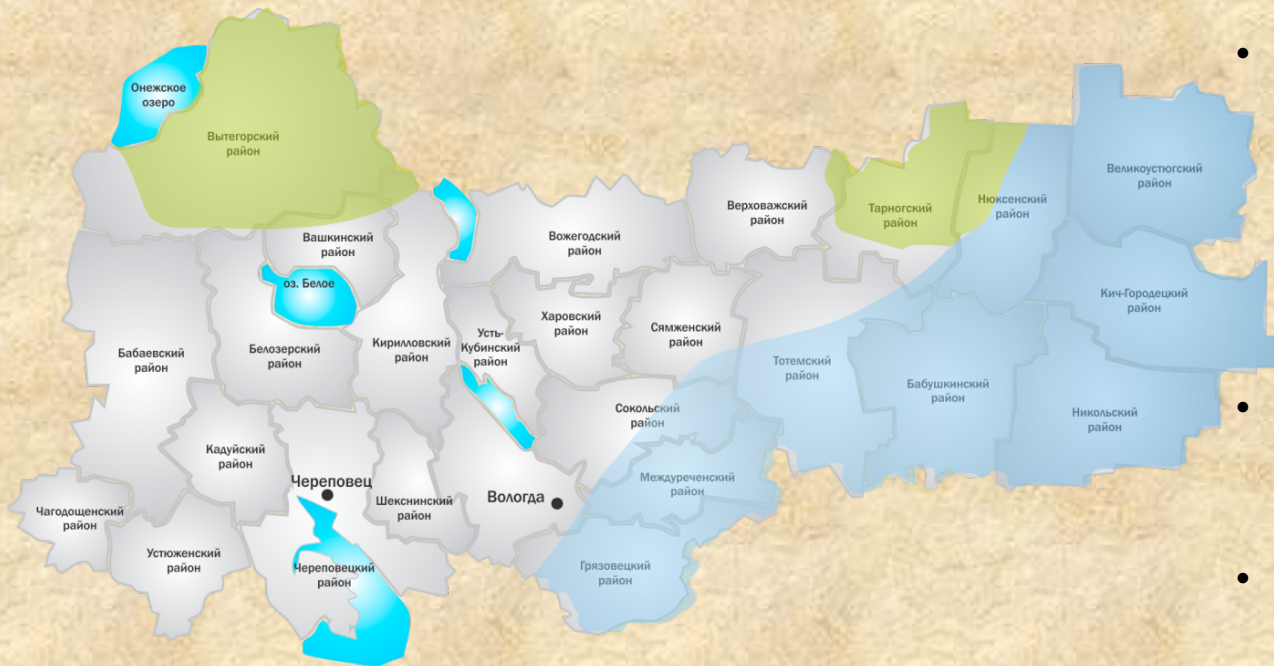 Онежское
озеро
Вытегорский
район
Вашкинский
район
оз. Белое
Вожегодский
район
Верховажский
район
Тарногский
район
Нюксенский
район
Великоустюгский
район
Бабаевский
район
Белозерский
район
Кирилловский
район
Усть-
Кубинский
район
Харовский
район
Сямженский
район
Тотемский
район
Бабушкинский
район
Кич-Городецкий
район
Никольский
район
Сокольский
район
Кадуйский
район
Череповец
Шекснинский
район
Вологда
Междуреченский
район
Чагодощенский
район
Устюженский
район
Череповецкий
район
Грязовецкий
район
•
•
•